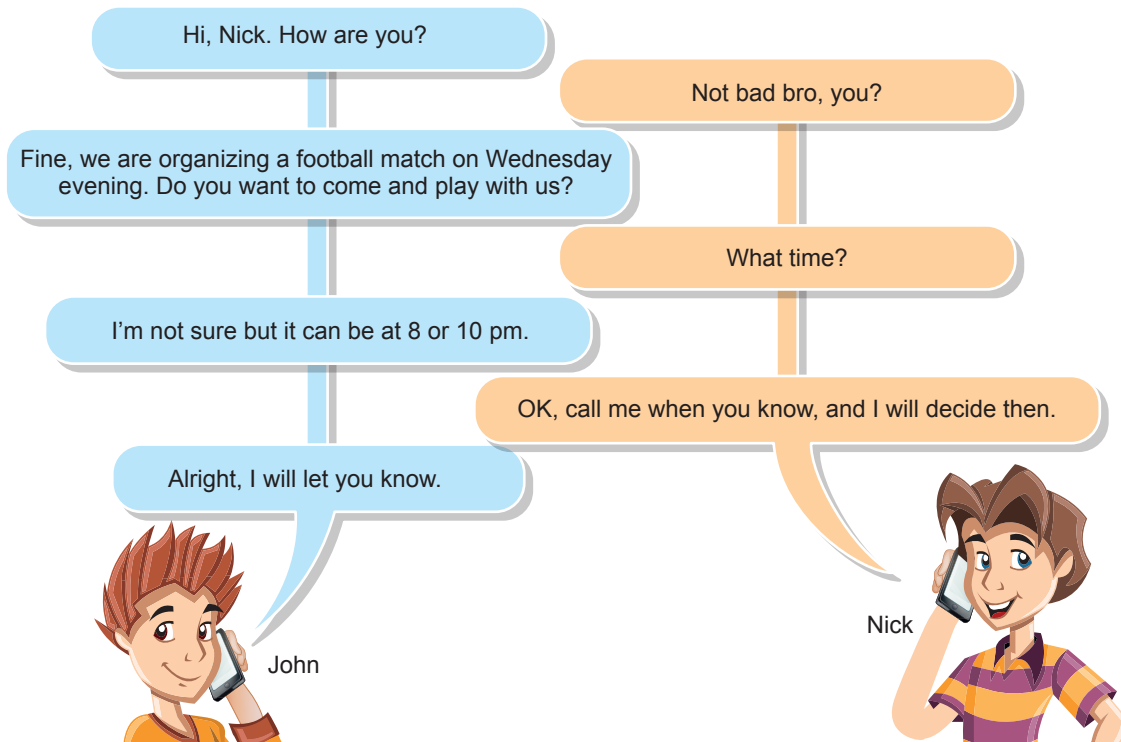 Hi, Nick. How are you?
Not bad bro, you?
Fine, we are organizing a football match on Wednesday
evening. Do you want to come and play with us?
What time?
I’m not sure but it can be at 8 or 10 pm.
OK, call me when you know, and I will decide then.
Alright, I will let you know.
Nick
John